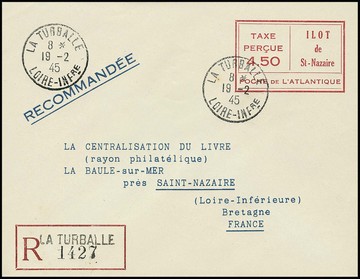 LA TURBALLE
8 *
19-2
45
LOIRE-INFRE
RECOMMANDÉE
TAXE
PERÇUE
4,50
ILOT
de
St-Nazaire
POCHE DE L'ATLANTIQUE
LA TURBALLE
8 *
19-2
45
LOIRE-INFRE
LA CENTRALISATION DU LIVRE
(rayon philatélique)
LA BAULE-sur-MER
près SAINT-NAZAIRE
(Loire-Inférieure)
Bretagne
FRANCE
R LA TURBALLE
1427